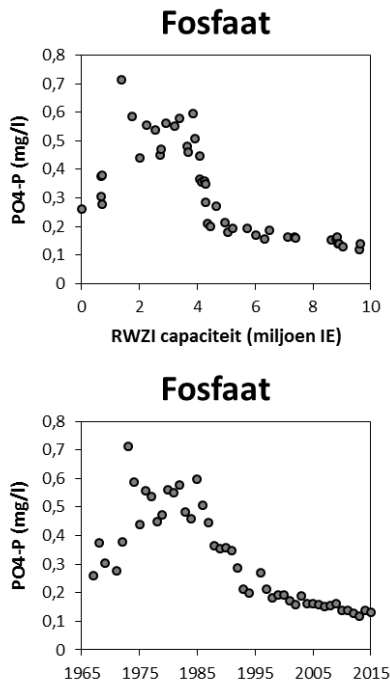 Fosfaat
0,8
0,7
0,6
0,5
0,4
0,3
0,2
0,1
0
PO4-P (mg/l)
0 2 4 6 8 10
RWZI capaciteit (miljoen IE)
Fosfaat
0,8
0,7
0,6
0,5
0,4
0,3
0,2
0,1
0
PO4-P (mg/l)
1965 1975 1985 1995 2005 2015